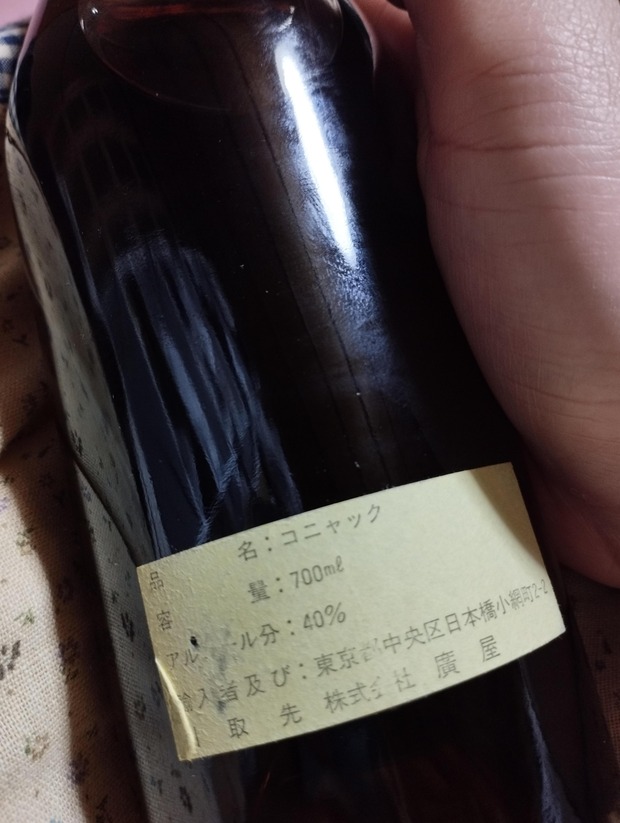 品 名：コニャック
容 量：700㎖
アルール分：40%
輸入者及び：東京 中央区日本橋小網町2-2
取 先 株式 社 廣 屋